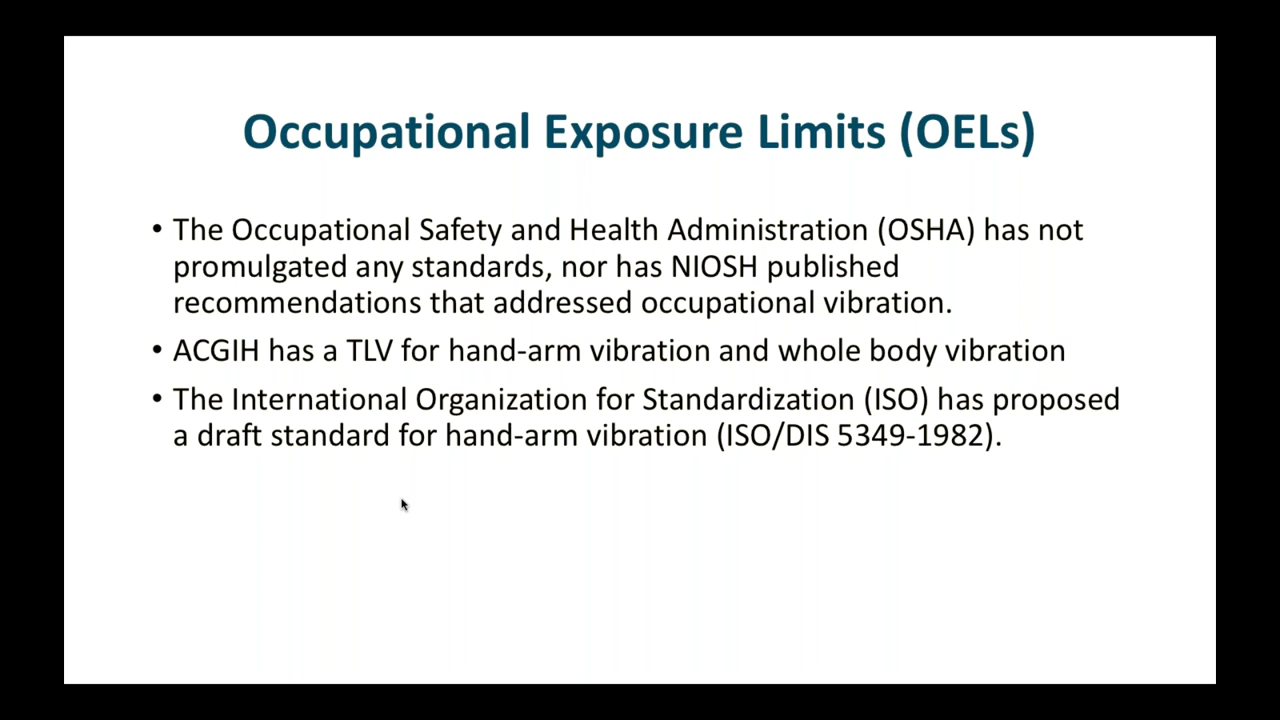 Occupational Exposure Limits (OELs)
• The Occupational Safety and Health Administration (OSHA) has not
promulgated any standards, nor has NIOSH published
recommendations that addressed occupational vibration.
• ACGIH has a TLV for hand-arm vibration and whole body vibration
• The International Organization for Standardization (ISO) has proposed
a draft standard for hand-arm vibration (ISO/DIS 5349-1982).